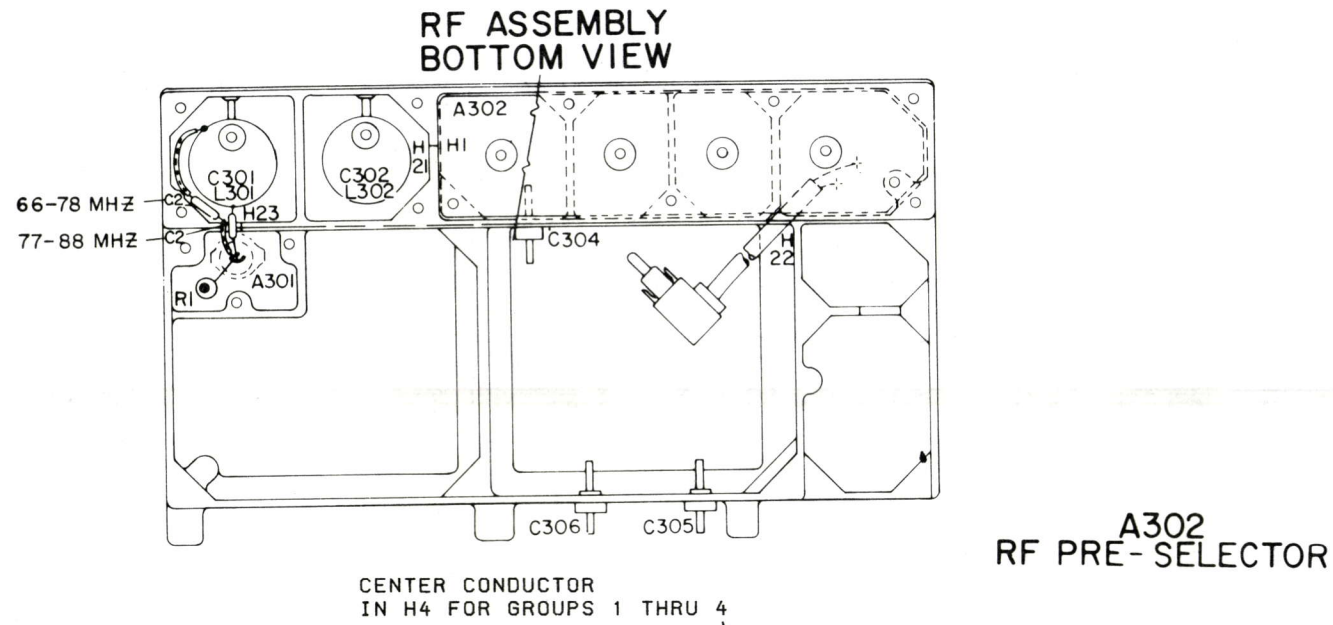 RF ASSEMBLY
BOTTOM VIEW
A302
H H1
21
C301
L301
C302
L302
66-78 MHZ
C2
H23
77-88 MHZ
C2
C304
H
22
A301
R1
C306
C305
A302
RF PRE-SELECTOR
CENTER CONDUCTOR
IN H4 FOR GROUPS 1 THRU 4